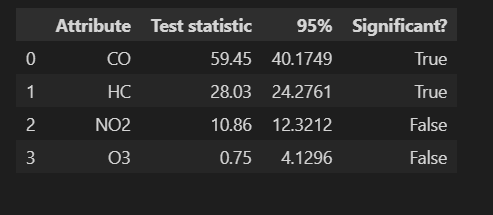 Attribute Test statistic 95% Significant?
0 CO 59.45 40.1749 True
1 HC 28.03 24.2761 True
2 NO2 10.86 12.3212 False
3 O3 0.75 4.1296 False